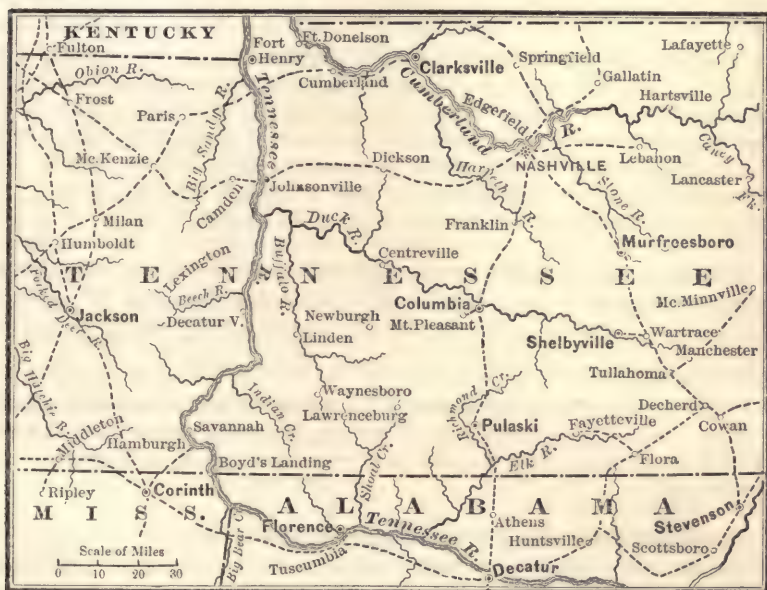 KENTUCKY
Fulton
Fort
Henry
Ft. Donelson
Clarksville
Springfield
Lafayette
Obion R.
Gallatin
Frost
Paris
Cumberland
Cumberland
R.
Edgefield
Hartsville
Tennessee
Big Sandy R.
Mc. Kenzie
Camden
Johnsonville
Dickson
Harpeth
R.
NASHVILLE
Lebanon
Caney
Fk.
Lancaster
Stone R.
Milan
Humboldt
Duck R.
Franklin
Murfreesboro
Centreville
TENNESSEE
R.
Lexington
Beech R.
Buffalo R.
Forked Deer R.
Jackson
Decatur V.
Newburgh
Linden
Columbia
Mt. Pleasant
Mc. Minnville
Shelbyville
Wartrace
Manchester
Tullahoma
Big Hatchie R.
Indian Cr.
Waynesboro
Lawrenceburg
Richmond Cr.
Pulaski
Fayetteville
Decherd
Cowan
Savannah
Middleton
Hamburgh
Boyd's Landing
Shoal Cr.
Elk R.
Flora
Ripley
Corinth
MISS.
ALABAMA
Stevenson
Big Bear C.
Florence
Tennessee R.
Athens
Huntsville
Scottsboro
Tuscumbia
Decatur
Scale of Miles
0 10 20 30